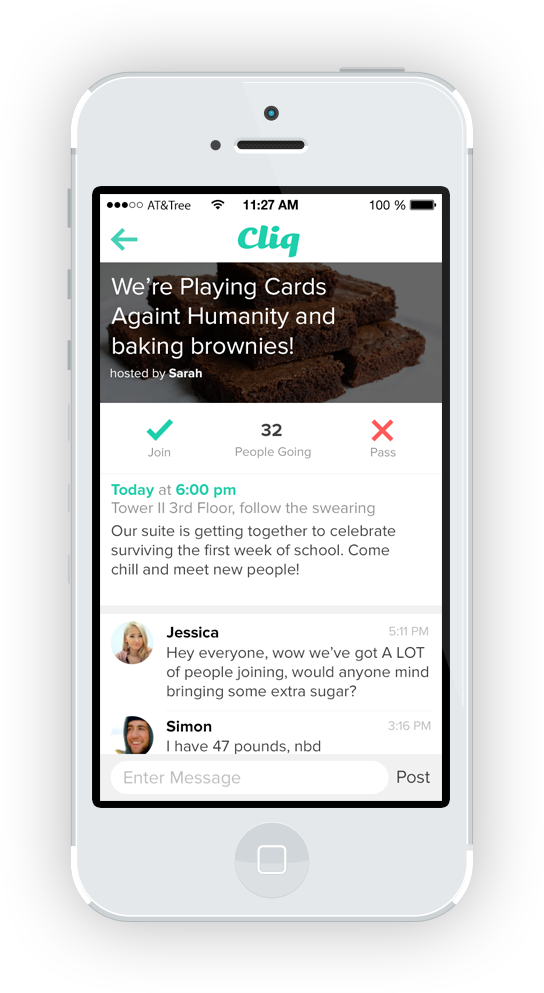 AT&Tree 11:27 AM 100 %
Cliq
We're Playing Cards
Againt Humanity and
baking brownies!
hosted by Sarah
32
Join People Going Pass
Today at 6:00 pm
Tower II 3rd Floor, follow the swearing
Our suite is getting together to celebrate
surviving the first week of school. Come
chill and meet new people!
Jessica 5:11 PM
Hey everyone, wow we've got A LOT
of people joining, would anyone mind
bringing some extra sugar?
Simon 3:16 PM
I have 47 pounds, nbd
Enter Message Post